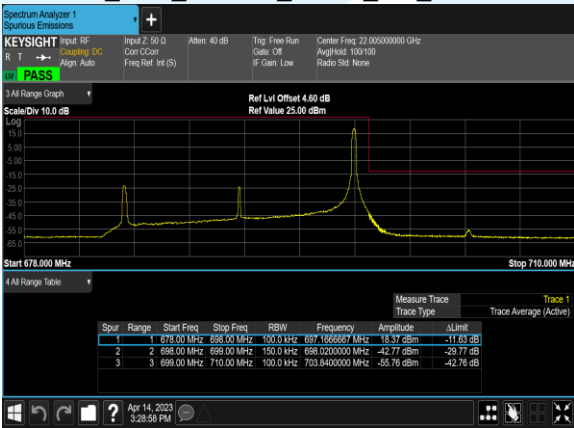 Spectrum Analyzer 1
Spurious Emissions
KEYSIGHT Input: RF Input Z: 50 Ω Atten: 40 dB Trig: Free Run Center Freq: 22.005000000 GHz
R T Coupling: DC Corr CCorr Gate: Off Avg|Hold: 100/100
Align: Auto Freq Ref: Int (S) IF Gain: Low Radio Std: None
PASS
3 All Range Graph
Ref Lvl Offset 4.60 dB
Scale/Div 10.0 dB Ref Value 25.00 dBm
Log
15.0
5.00
-5.00
-15.0
-25.0
-35.0
-45.0
-55.0
-65.0
Start 678.000 MHz Stop 710.000 MHz
4 All Range Table
Measure Trace Trace 1
Trace Type Trace Average (Active)
Spur Range Start Freq Stop Freq RBW Frequency Amplitude ΔLimit
1 1 678.00 MHz 698.00 MHz 100.0 kHz 697.1666667 MHz 18.37 dBm -11.63 dB
2 2 698.00 MHz 699.00 MHz 150.0 kHz 698.0200000 MHz -42.77 dBm -29.77 dB
3 3 699.00 MHz 710.00 MHz 100.0 kHz 703.8400000 MHz -55.76 dBm -42.76 dB
Apr 14, 2023
3:28:58 PM